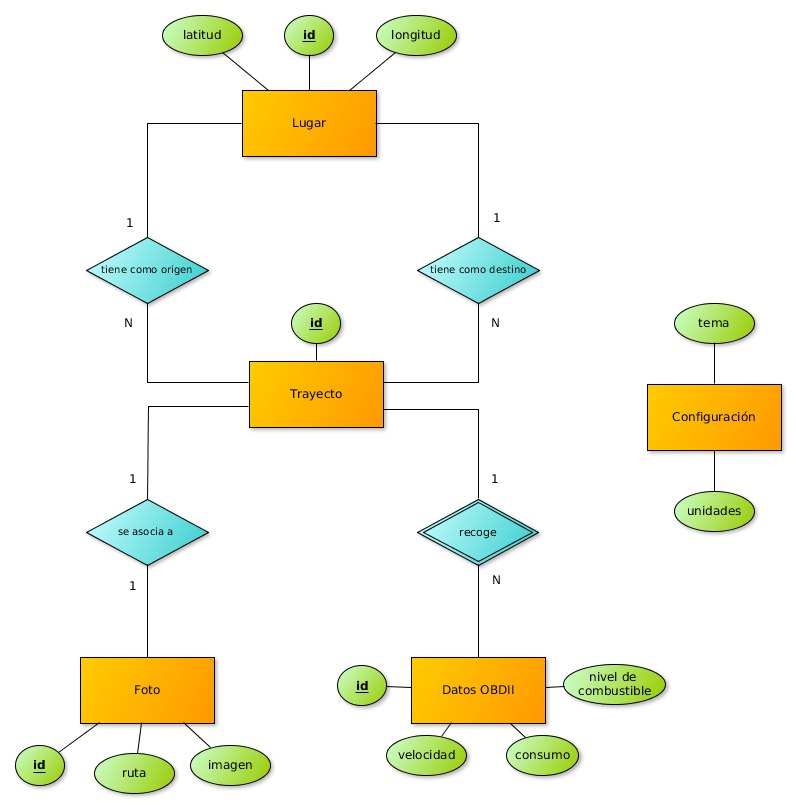 latitud
id
longitud
Lugar
1
1
tiene como origen
tiene como destino
N
id
N
tema
Trayecto
Configuración
1
1
unidades
se asocia a
recoge
1
N
Foto
id
Datos OBDII
nivel de
combustible
id
ruta
imagen
velocidad
consumo